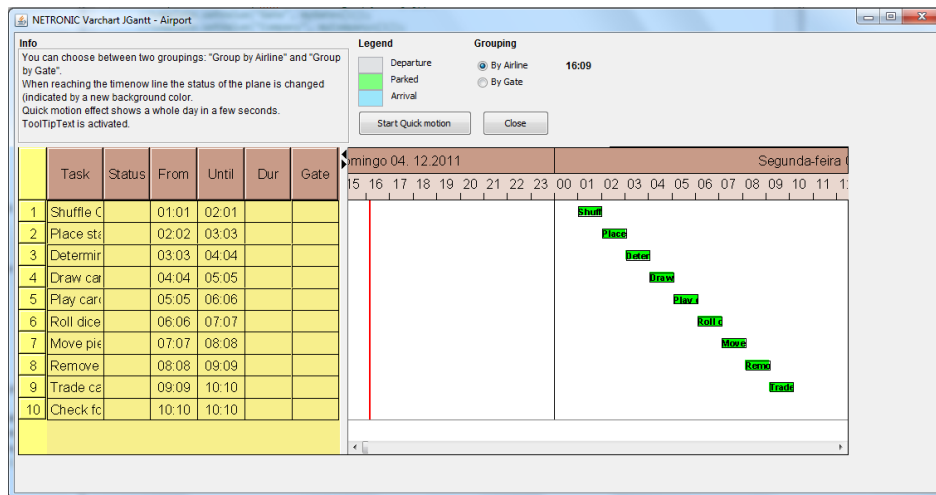 NETRONIC Varchart JGantt - Airport
Info
You can choose between two groupings: "Group by Airline" and "Group
by Gate".
When reaching the timenow line the status of the plane is changed
(indicated by a new background color.
Quick motion effect shows a whole day in a few seconds.
ToolTipText is activated.
Legend
Departure
Parked
Arrival
Grouping
By Airline
By Gate
16:09
Start Quick motion
Close
Task Status From Until Dur Gate
mingo 04. 12.2011 Segunda-feira
15 16 17 18 19 20 21 22 23 00 01 02 03 04 05 06 07 08 09 10 11 1
1 Shuffle C 01:01 02:01 Shuff
2 Place sta 02:02 03:03 Place
3 Determin 03:03 04:04 Deter
4 Draw car 04:04 05:05 Draw
5 Play card 05:05 06:06 Play
6 Roll dice 06:06 07:07 Roll d
7 Move pie 07:07 08:08 Move
8 Remove 08:08 09:09 Remo
9 Trade ca 09:09 10:10 Trade
10 Check fo 10:10 10:10